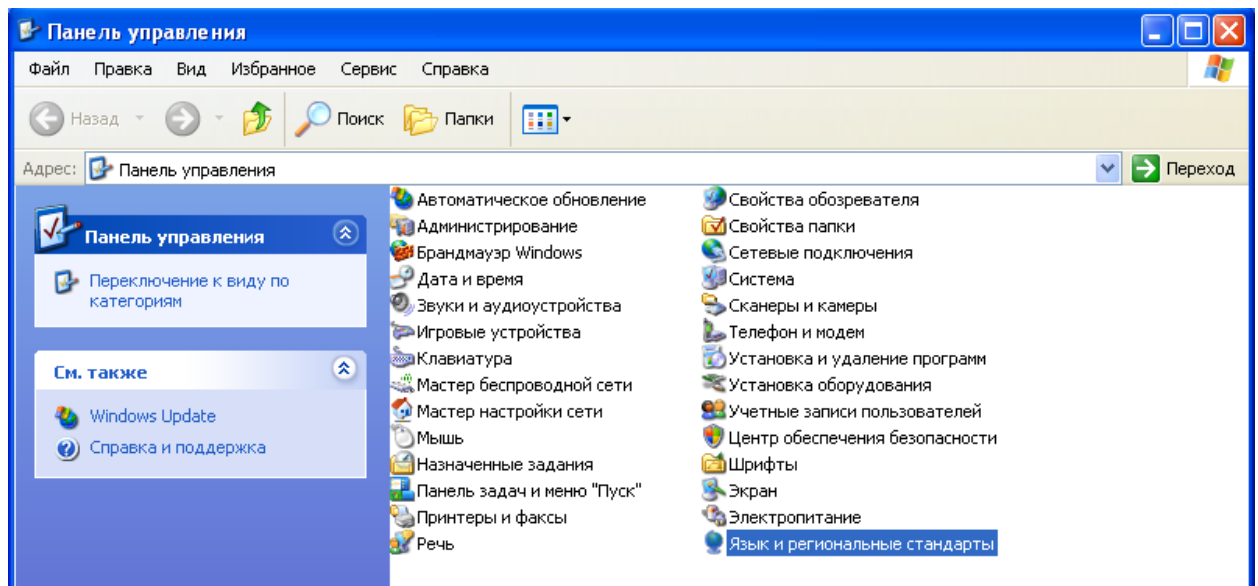 Панель управления
Файл Правка Вид Избранное Сервис Справка
Назад Поиск Папки
Адрес: Панель управления Переход
Панель управления
Переключение к виду по
категориям
См. также
Windows Update
Справка и поддержка
Автоматическое обновление
Администрирование
Брандмауэр Windows
Дата и время
Звуки и аудиоустройства
Игровые устройства
Клавиатура
Мастер беспроводной сети
Мастер настройки сети
Мышь
Назначенные задания
Панель задач и меню "Пуск"
Принтеры и факсы
Речь
Свойства обозревателя
Свойства папки
Сетевые подключения
Система
Сканеры и камеры
Телефон и модем
Установка и удаление программ
Установка оборудования
Учетные записи пользователей
Центр обеспечения безопасности
Шрифты
Экран
Электропитание
Язык и региональные стандарты